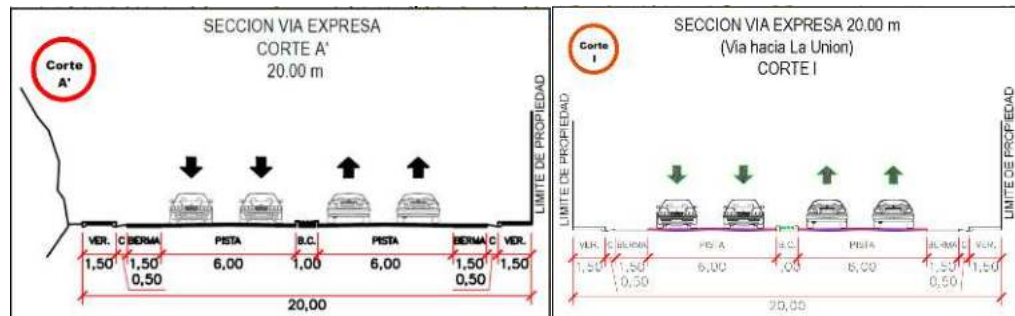 SECCION VIA EXPRESA
CORTE A'
20.00 m
Corte
A'
LIMITE DE PROPIEDAD
VER. C BERMA PISTA B.C. PISTA BERMA C VER.
1,50 1,50 6,00 1,00 6,00 1,50 1,50
0,50 0,50
20,00
SECCION VIA EXPRESA 20.00 m
(Via hacia La Union)
CORTE I
Corte
I
LIMITE DE PROPIEDAD
LIMITE DE PROPIEDAD
VER. C BERMA PISTA B.C. PISTA BERMA C VER.
1,50 1,50 6,00 1,00 6,00 1,50 1,50
0,50 0,50
20,00